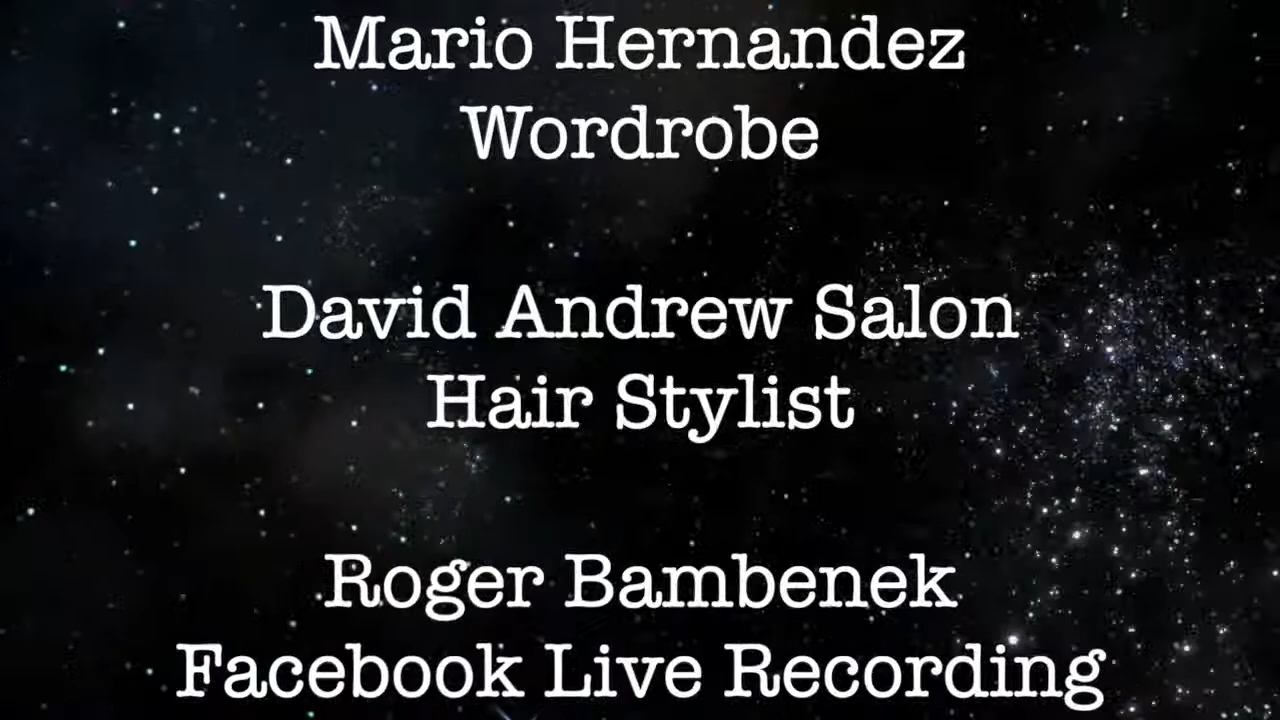 Mario Hernandez
Wordrobe
David Andrew Salon
Hair Stylist
Roger Bambenek
Facebook Live Recording